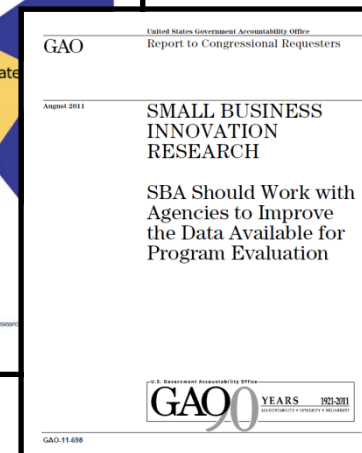 ate
United States Government Accountability Office
GAO
Report to Congressional Requesters
August 2011
SMALL BUSINESS
INNOVATION
RESEARCH
SBA Should Work with
Agencies to Improve
the Data Available for
Program Evaluation
U.S. Government Accountability Office
GAO 90 YEARS 1921-2011
ACCOUNTABILITY ★ INTEGRITY ★ RELIABILITY
GAO-11-698